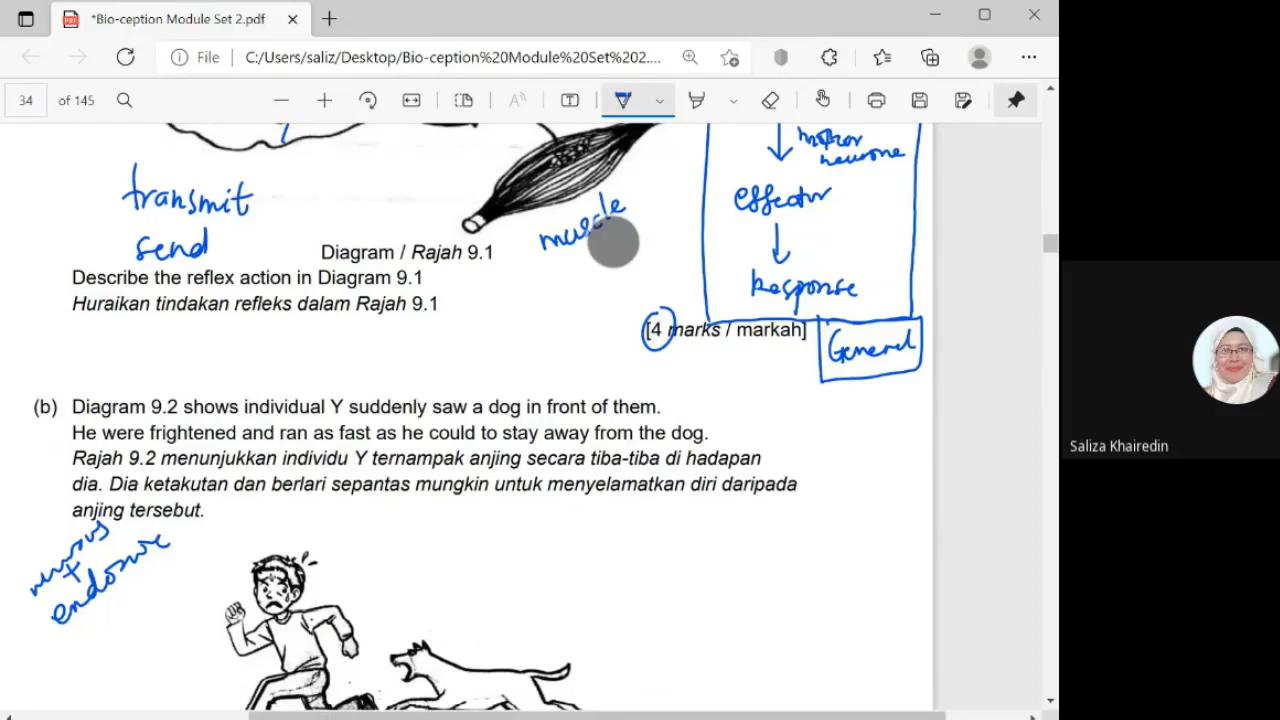 *Bio-ception Module Set 2.pdf
File
C:/Users/saliz/Desktop/Bio-ception%20Module%20Set%202....
34 of 145
motor
neurone
transmit
effector
send
muscle
Diagram / Rajah 9.1
Describe the reflex action in Diagram 9.1
Response
Huraikan tindakan refleks dalam Rajah 9.1
[4 marks / markah]
General
(b) Diagram 9.2 shows individual Y suddenly saw a dog in front of them.
He were frightened and ran as fast as he could to stay away from the dog.
Saliza Khairedin
Rajah 9.2 menunjukkan individu Y ternampak anjing secara tiba-tiba di hadapan
dia. Dia ketakutan dan berlari sepantas mungkin untuk menyelamatkan diri daripada
anjing tersebut.
nervous
+